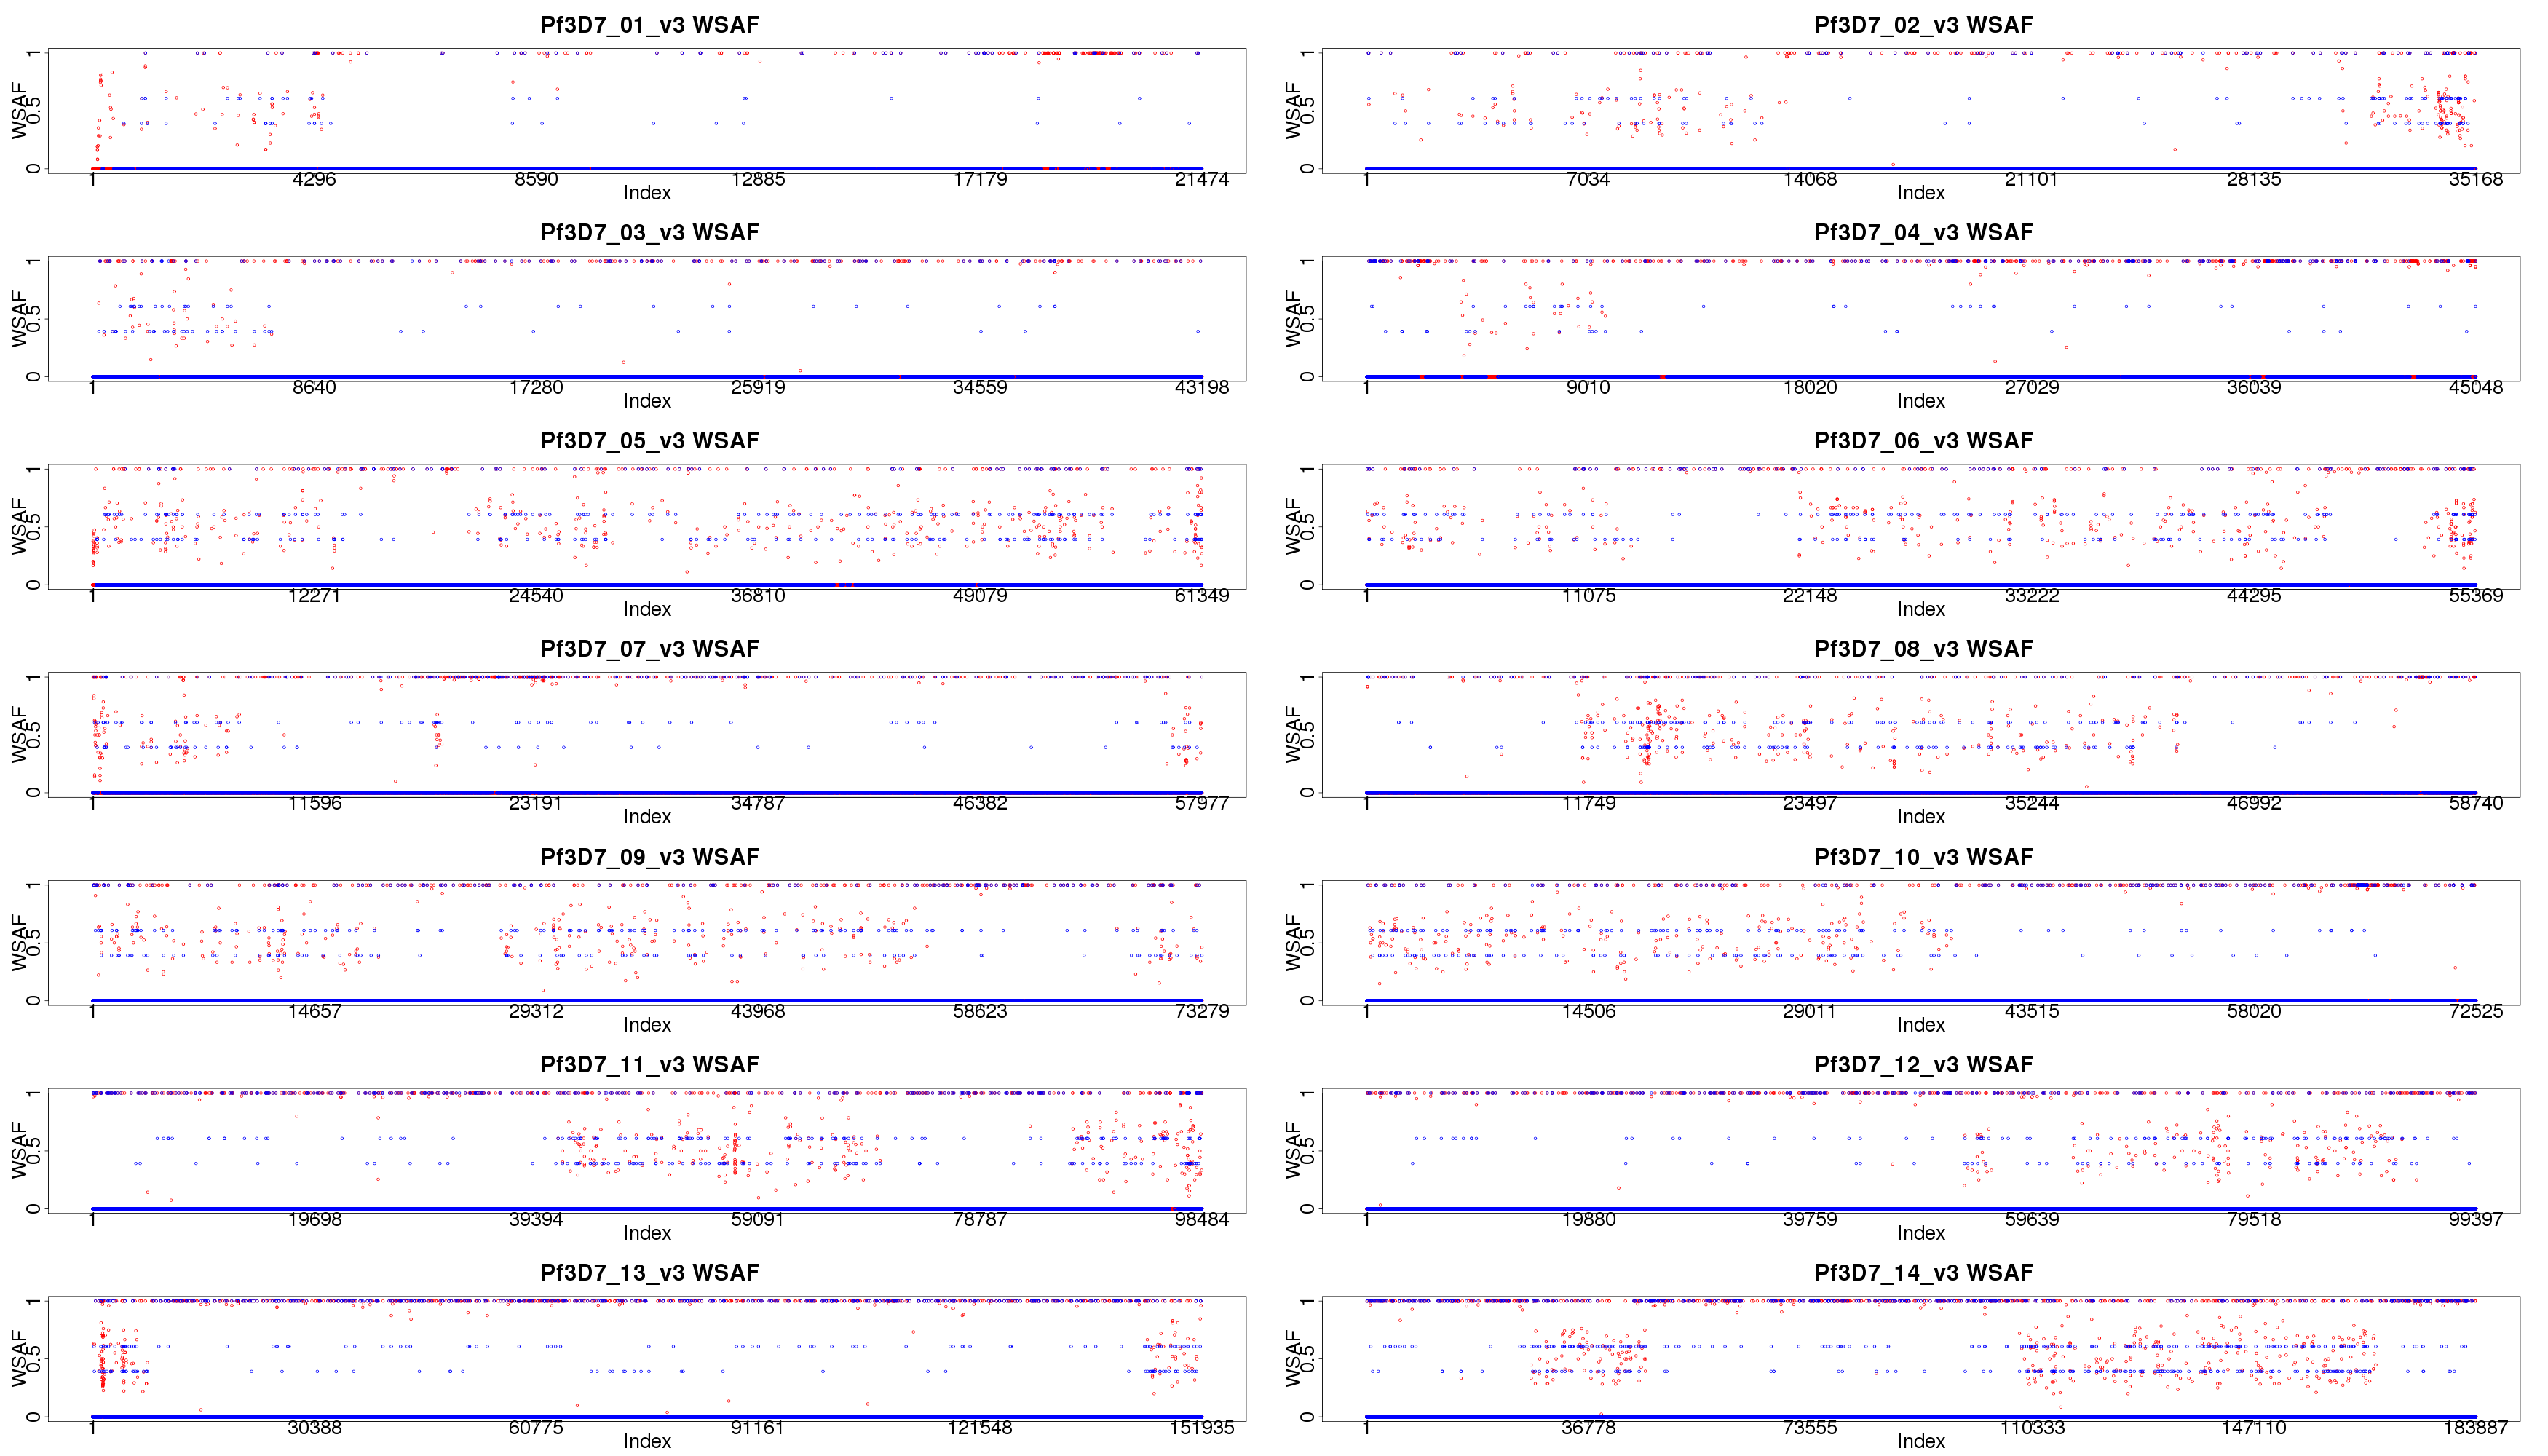 Pf3D7_01_v3 WSAF
WSAF
0 0.5 1
1 4296 8590 12885 17179 21474
Index
Pf3D7_02_v3 WSAF
WSAF
0 0.5 1
1 7034 14068 21101 28135 35168
Index
Pf3D7_03_v3 WSAF
WSAF
0 0.5 1
1 8640 17280 25919 34559 43198
Index
Pf3D7_04_v3 WSAF
WSAF
0 0.5 1
1 9010 18020 27029 36039 45048
Index
Pf3D7_05_v3 WSAF
WSAF
0 0.5 1
1 12271 24540 36810 49079 61349
Index
Pf3D7_06_v3 WSAF
WSAF
0 0.5 1
1 11075 22148 33222 44295 55369
Index
Pf3D7_07_v3 WSAF
WSAF
0 0.5 1
1 11596 23191 34787 46382 57977
Index
Pf3D7_08_v3 WSAF
WSAF
0 0.5 1
1 11749 23497 35244 46992 58740
Index
Pf3D7_09_v3 WSAF
WSAF
0 0.5 1
1 14657 29312 43968 58623 73279
Index
Pf3D7_10_v3 WSAF
WSAF
0 0.5 1
1 14506 29011 43515 58020 72525
Index
Pf3D7_11_v3 WSAF
WSAF
0 0.5 1
1 19698 39394 59091 78787 98484
Index
Pf3D7_12_v3 WSAF
WSAF
0 0.5 1
1 19880 39759 59639 79518 99397
Index
Pf3D7_13_v3 WSAF
WSAF
0 0.5 1
1 30388 60775 91161 121548 151935
Index
Pf3D7_14_v3 WSAF
WSAF
0 0.5 1
1 36778 73555 110333 147110 183887
Index